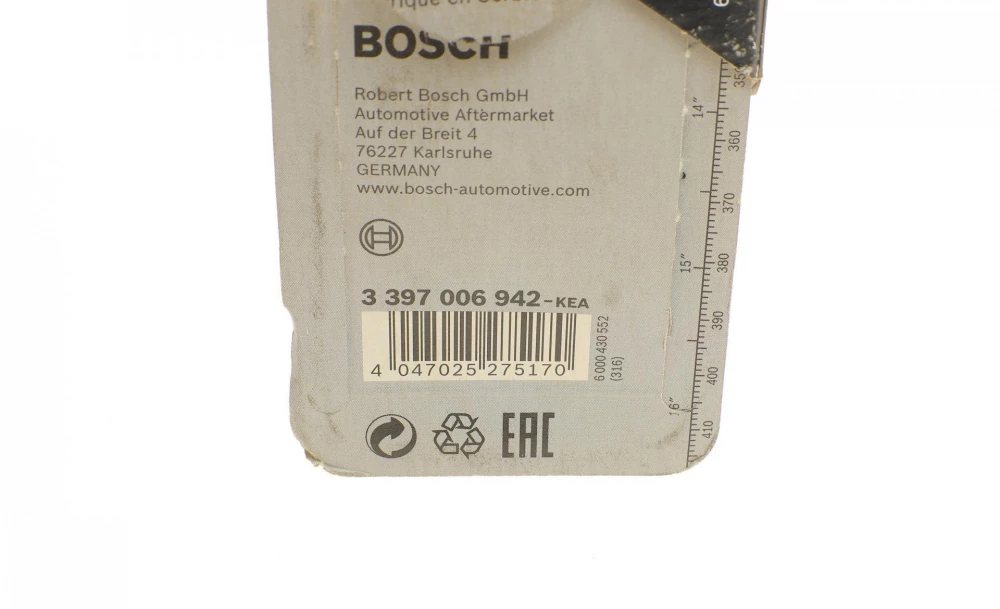 rique en
BOSCH
Robert Bosch GmbH
Automotive Aftermarket
Auf der Breit 4
76227 Karlsruhe
GERMANY
www.bosch-automotive.com
3 397 006 942-KEA
4 047025 275170
6 000 430 552
(316)
EAC
14"
360
370
15"
380
390
400
16"
410